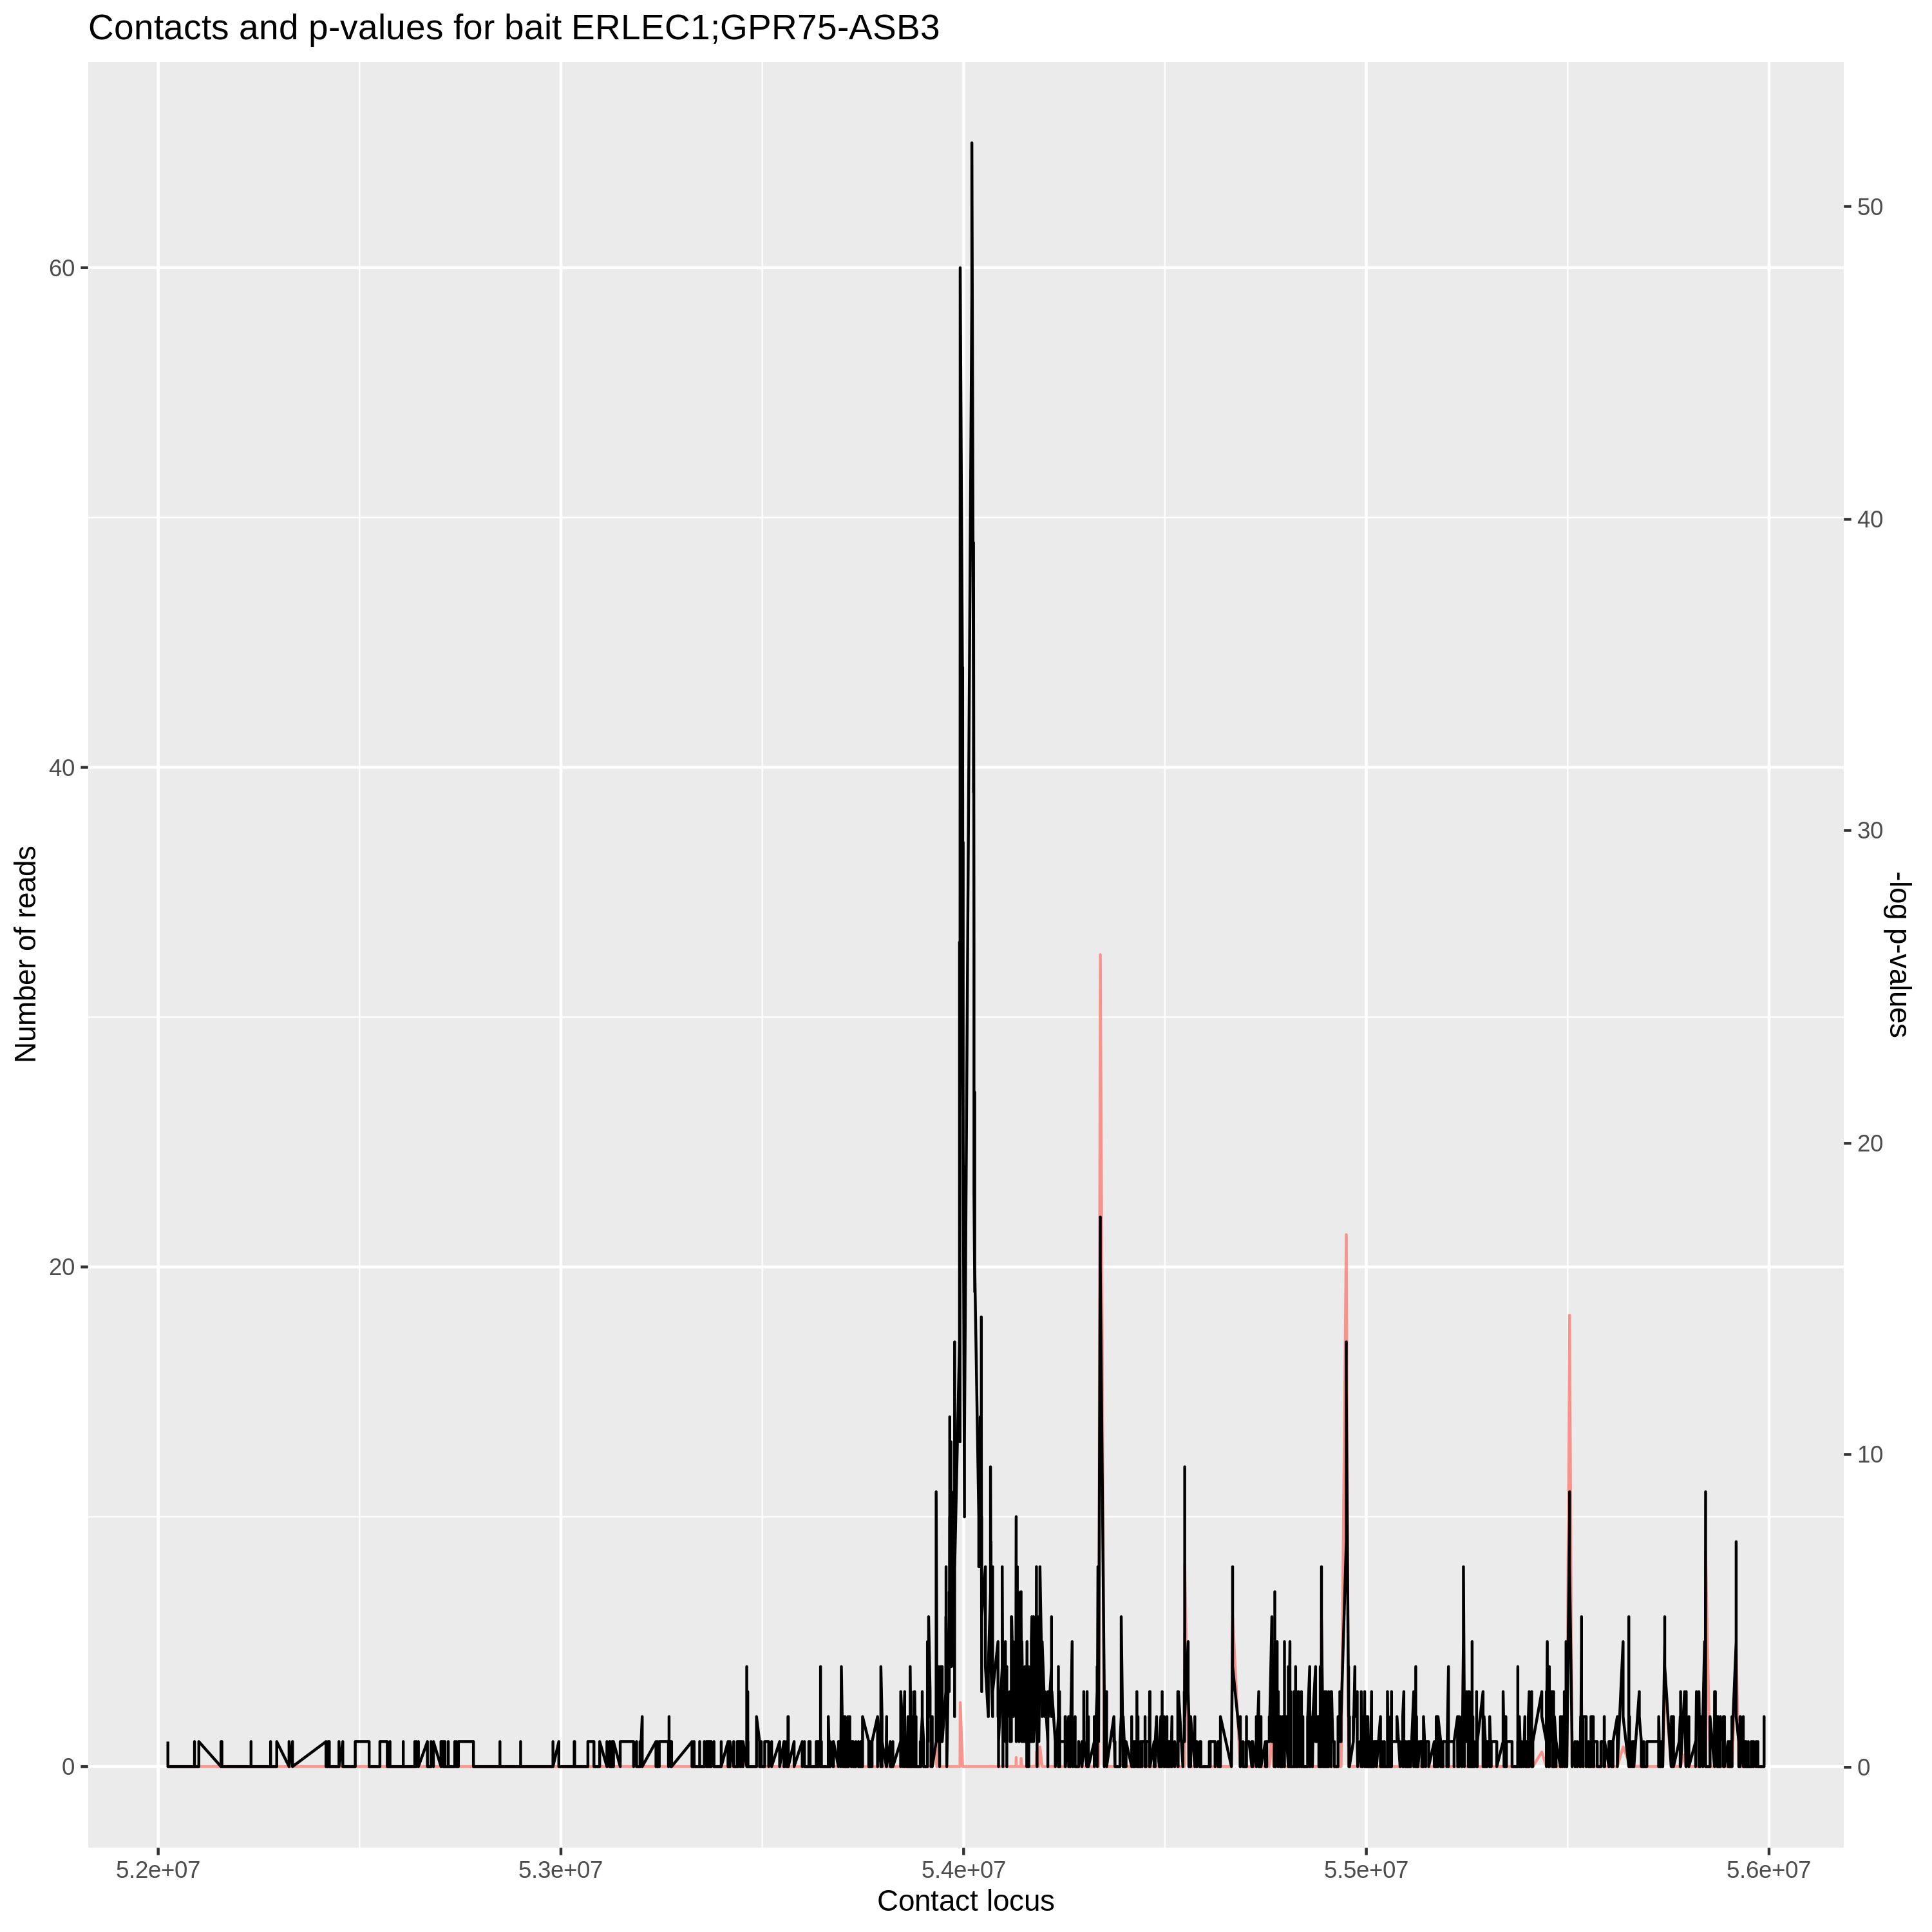 Contacts and p-values for bait ERLEC1;GPR75-ASB3
60
40
20
0
Number of reads
50
40
30
20
10
0
-log p-values
5.2e+07 5.3e+07 5.4e+07 5.5e+07 5.6e+07
Contact locus